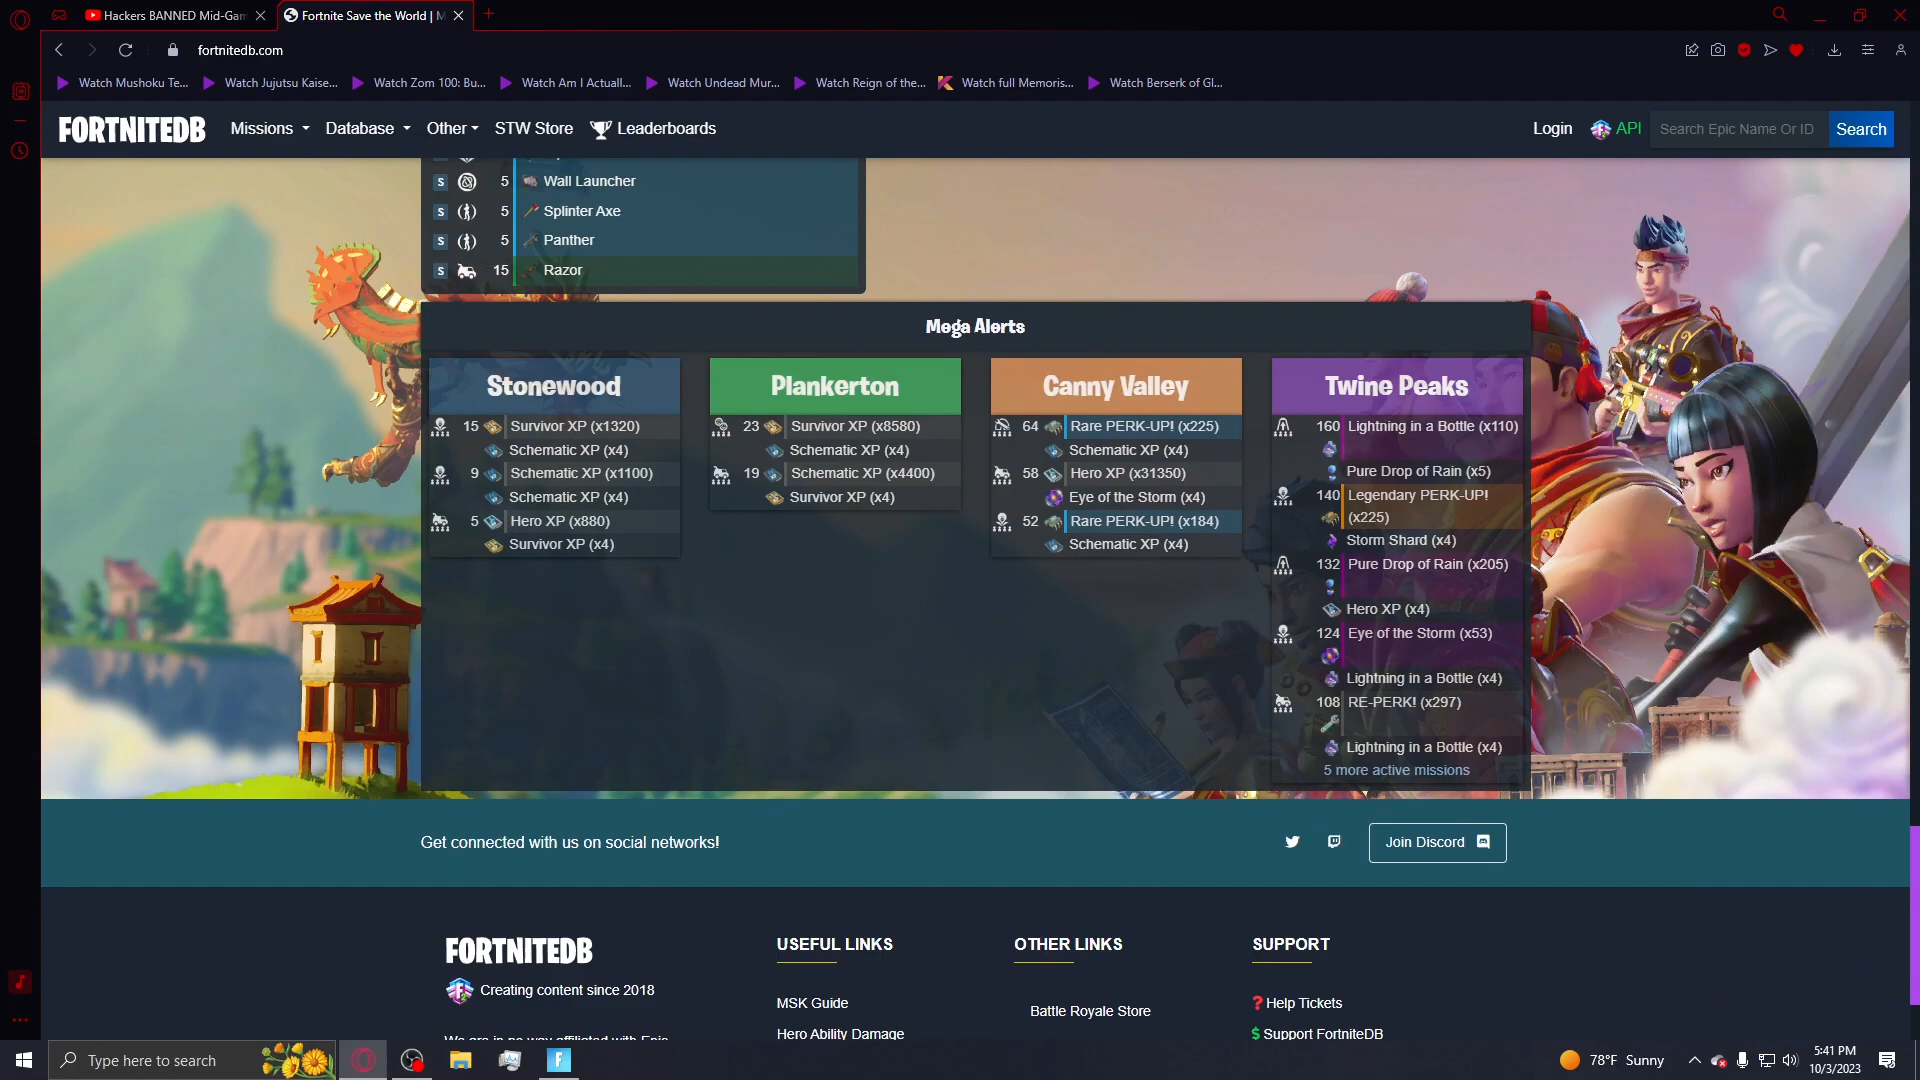 Hackers BANNED Mid-Gam
Fortnite Save the World | M
fortnitedb.com
Watch Mushoku Te...
Watch Jujutsu Kaise...
Watch Zom 100: Bu...
Watch Am I Actuall...
Watch Undead Mur...
Watch Reign of the...
Watch full Memoris...
Watch Berserk of Gl...
FORTNITEDB
Missions
Database
Other
STW Store
Leaderboards
Login
API
Search Epic Name Or ID
Search
S 5 Wall Launcher
S 5 Splinter Axe
S 5 Panther
S 15 Razor
Mega Alerts
Stonewood
15 Survivor XP (x1320)
Schematic XP (x4)
9 Schematic XP (x1100)
Schematic XP (x4)
5 Hero XP (x880)
Survivor XP (x4)
Plankerton
23 Survivor XP (x8580)
Schematic XP (x4)
19 Schematic XP (x4400)
Survivor XP (x4)
Canny Valley
64 Rare PERK-UP! (x225)
Schematic XP (x4)
58 Hero XP (x31350)
Eye of the Storm (x4)
52 Rare PERK-UP! (x184)
Schematic XP (x4)
Twine Peaks
160 Lightning in a Bottle (x110)
Pure Drop of Rain (x5)
140 Legendary PERK-UP!
(x225)
Storm Shard (x4)
132 Pure Drop of Rain (x205)
Hero XP (x4)
124 Eye of the Storm (x53)
Lightning in a Bottle (x4)
108 RE-PERK! (x297)
Lightning in a Bottle (x4)
5 more active missions
Get connected with us on social networks!
Join Discord
FORTNITEDB
Creating content since 2018
We are in no way affiliated with Epic
USEFUL LINKS
MSK Guide
Hero Ability Damage
OTHER LINKS
Battle Royale Store
SUPPORT
? Help Tickets
$ Support FortniteDB
Type here to search
78°F Sunny
5:41 PM
10/3/2023